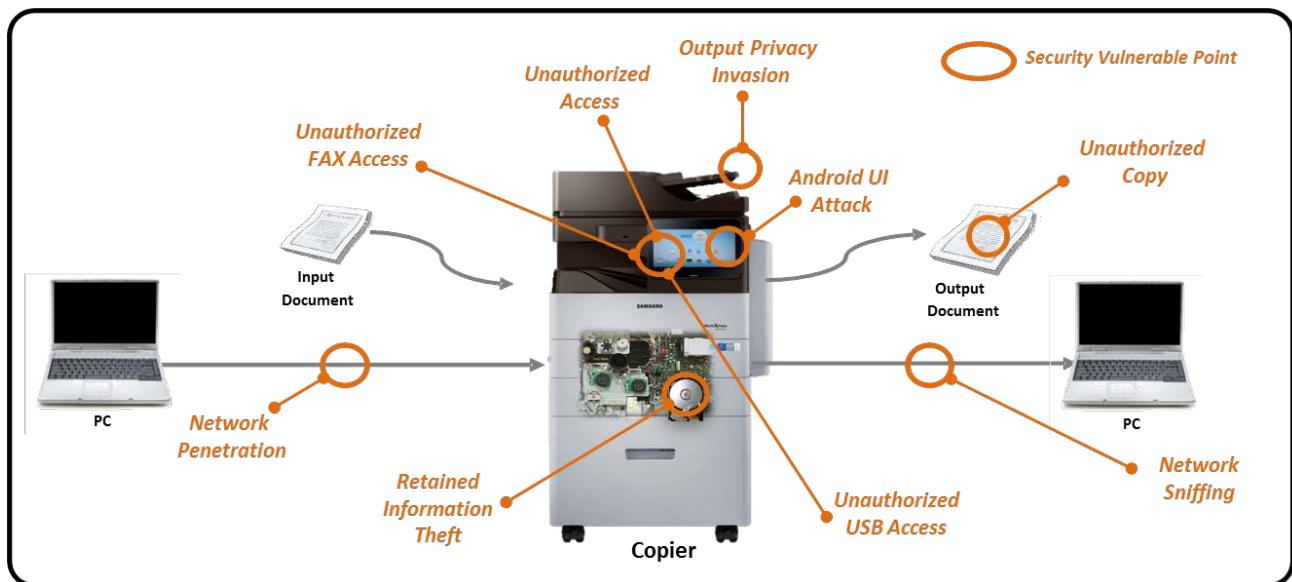 Output Privacy
Invasion
Security Vulnerable Point
Unauthorized
Access
Unauthorized
FAX Access
Unauthorized
Copy
Android UI
Attack
Input
Document
Output
Document
SAMSUNG
PC
PC
Network
Penetration
Retained
Information
Theft
Unauthorized
USB Access
Network
Sniffing
Copier